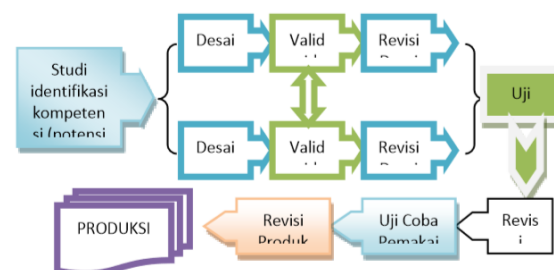 Studi
identifikasi
kompeten
si (potensi
Desai
Valid
Revisi
Desai
Valid
Revisi
Uji
Revis
i
Uji Coba
Pemakai
Revisi
Produk
PRODUKSI